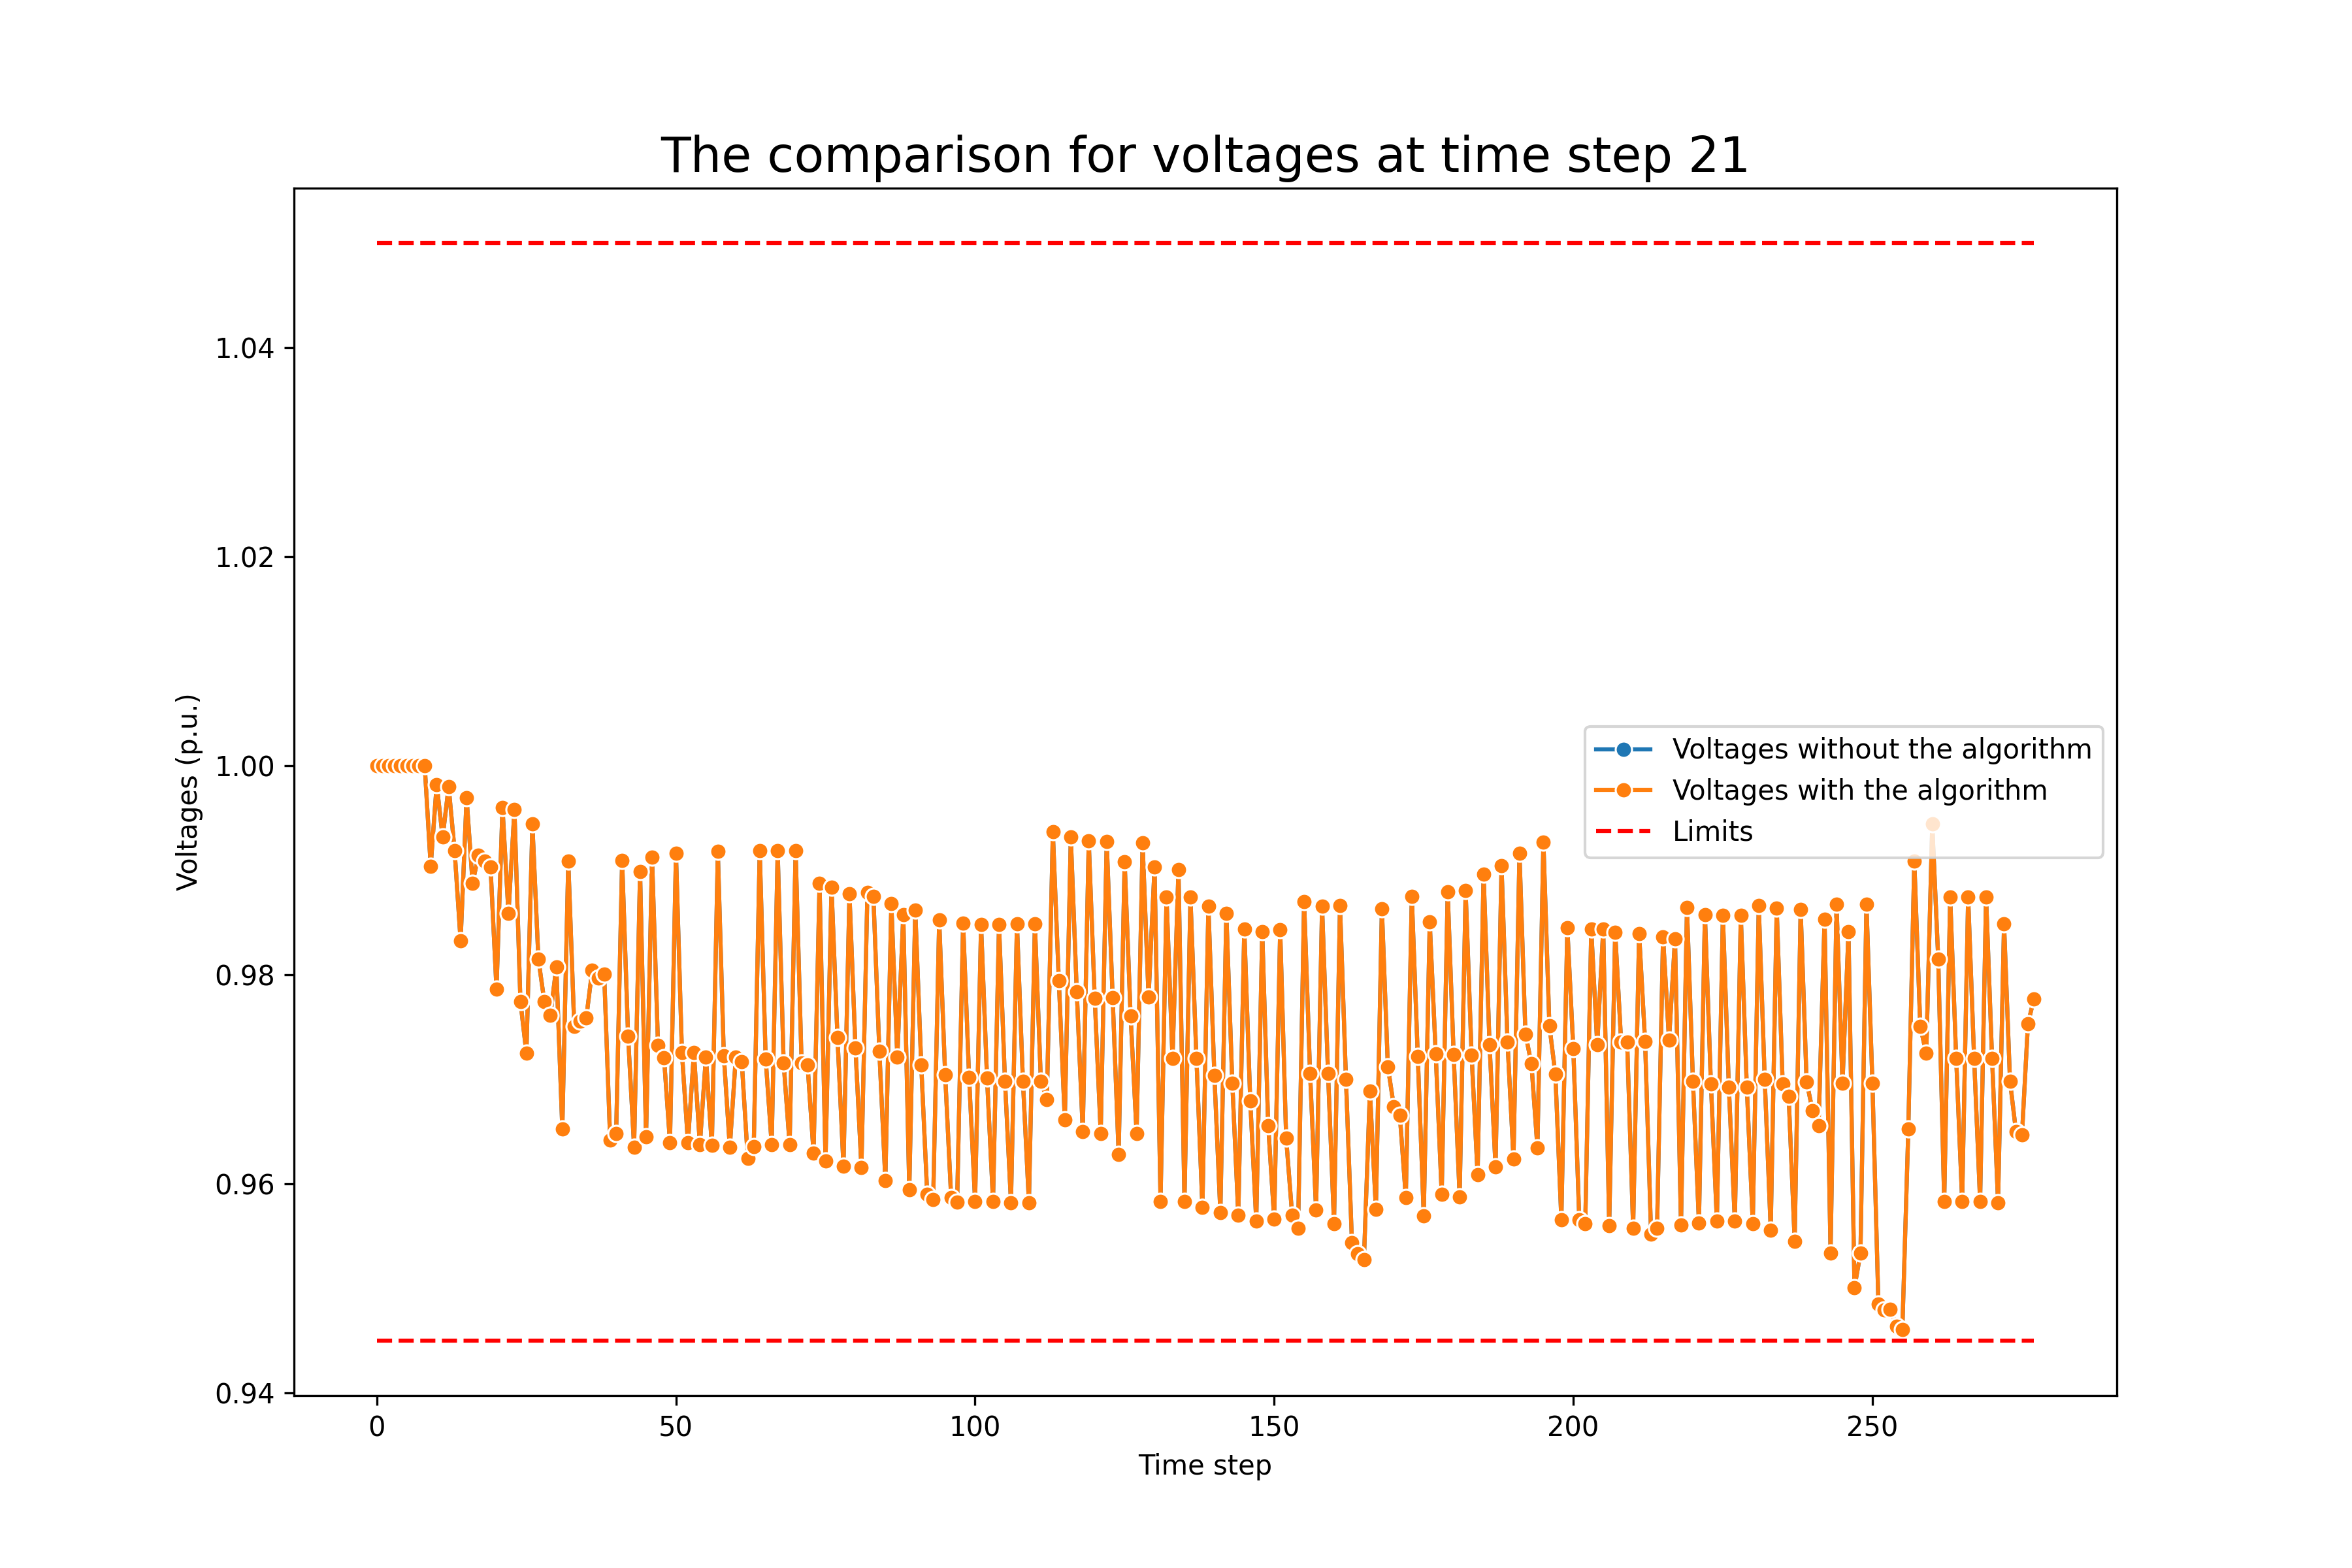 The comparison for voltages at time step 21
Voltages (p.u.)
1.04
1.02
1.00
0.98
0.96
0.94
Voltages without the algorithm
Voltages with the algorithm
Limits
0 50 100 150 200 250
Time step